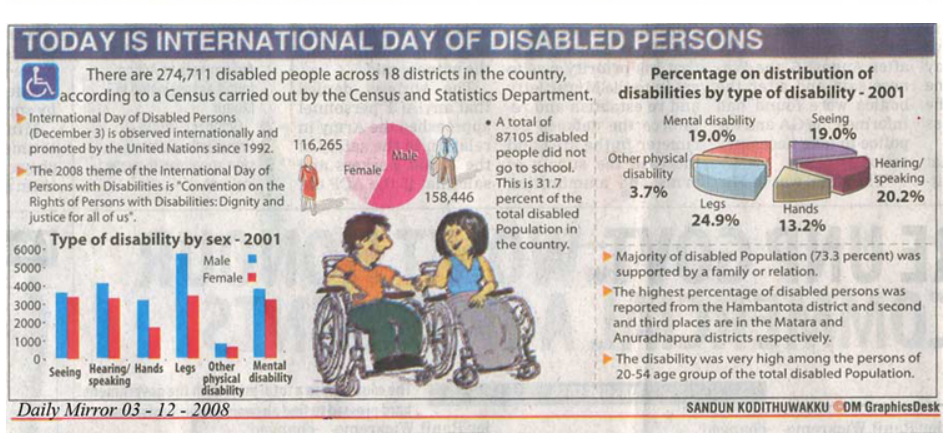 TODAY IS INTERNATIONAL DAY OF DISABLED PERSONS
There are 274,711 disabled people across 18 districts in the country,
according to a Census carried out by the Census and Statistics Department.
International Day of Disabled Persons
(December 3) is observed internationally and
promoted by the United Nations since 1992.
'The 2008 theme of the International Day of
Persons with Disabilities is "Convention on the
Rights of Persons with Disabilities: Dignity and
justice for all of us".
116,265
Female
Male
158,446
• A total of
87105 disabled
people did not
go to school.
This is 31.7
percent of the
total disabled
Population in
the country.
Type of disability by sex - 2001
6000
5000
4000
3000
2000
1000
0
Male
Female
Seeing
Hearing/
speaking
Hands
Legs
Other
physical
disability
Mental
disability
Percentage on distribution of
disabilities by type of disability - 2001
Mental disability
19.0%
Seeing
19.0%
Other physical
disability
3.7%
Hearing/
speaking
20.2%
Legs
24.9%
Hands
13.2%
Majority of disabled Population (73.3 percent) was
supported by a family or relation.
The highest percentage of disabled persons was
reported from the Hambantota district and second
and third places are in the Matara and
Anuradhapura districts respectively.
The disability was very high among the persons of
20-54 age group of the total disabled Population.
Daily Mirror 03 - 12 - 2008
SANDUN KODITHUWAKKU ©DM GraphicsDesk